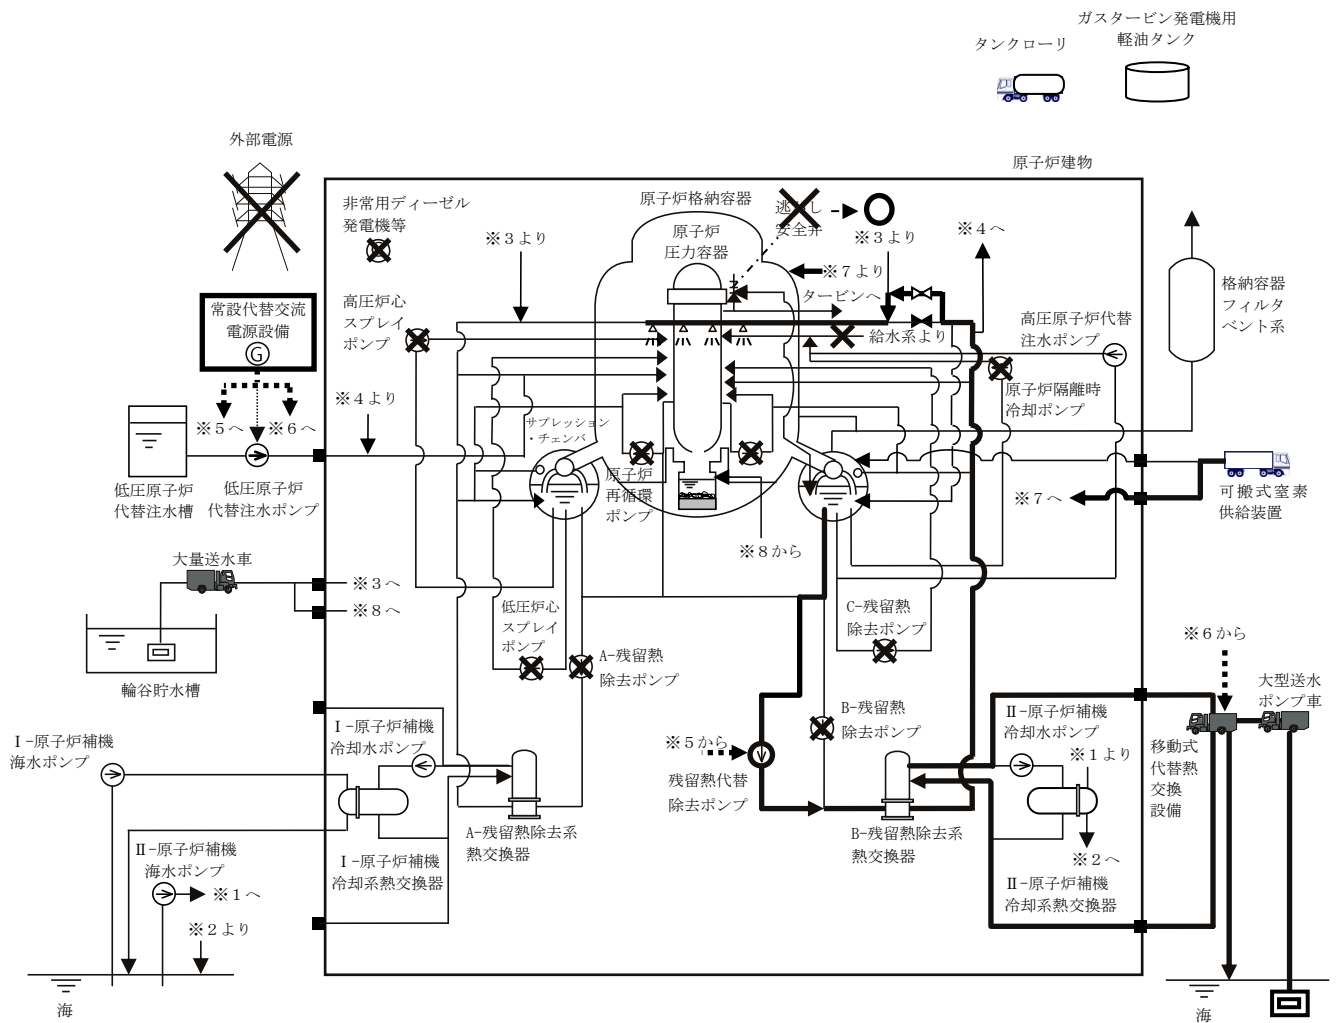 ガスタービン発電機用
軽油タンク
タンクローリ
外部電源
原子炉建物
非常用ディーゼル
発電機等
原子炉格納容器
逃がし
安全弁
原子炉
圧力容器
※3より
※3より
※4へ
※7より
タービンへ
常設代替交流
電源設備
G
高圧炉心
スプレイ
ポンプ
給水系より
高圧原子炉代替
注水ポンプ
格納容器
フィルタ
ベント系
原子炉隔離時
冷却ポンプ
※4より
※5へ
※6へ
サプレッション
・チェンバ
低圧原子炉
代替注水槽
低圧原子炉
代替注水ポンプ
原子炉
再循環
ポンプ
※7へ
可搬式窒素
供給装置
※8から
大量送水車
※3へ
※8へ
輪谷貯水槽
低圧炉心
スプレイ
ポンプ
A-残留熱
除去ポンプ
C-残留熱
除去ポンプ
※6から
大型送水
ポンプ車
B-残留熱
除去ポンプ
※5から
残留熱代替
除去ポンプ
Ⅰ-原子炉補機
冷却水ポンプ
Ⅰ-原子炉補機
海水ポンプ
Ⅱ-原子炉補機
冷却水ポンプ
※1より
移動式
代替熱
交換
設備
A-残留熱除去系
熱交換器
B-残留熱除去系
熱交換器
※2へ
Ⅱ-原子炉補機
海水ポンプ
※1へ
※2より
Ⅰ-原子炉補機
冷却系熱交換器
Ⅱ-原子炉補機
冷却系熱交換器
海
海